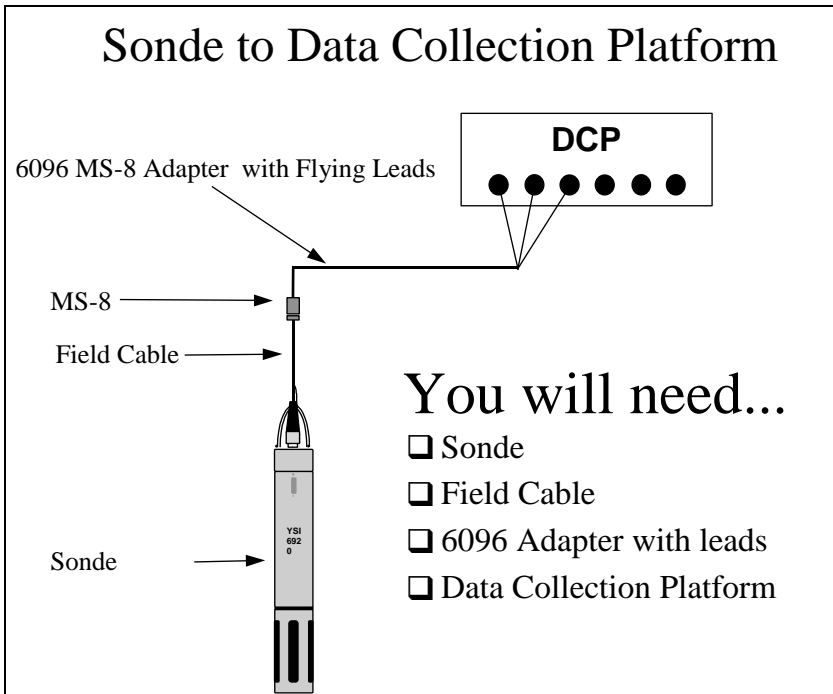 Sonde to Data Collection Platform
DCP
6096 MS-8 Adapter with Flying Leads
MS-8
Field Cable
You will need...
❑ Sonde
❑ Field Cable
❑ 6096 Adapter with leads
❑ Data Collection Platform
YSI
692
0
Sonde